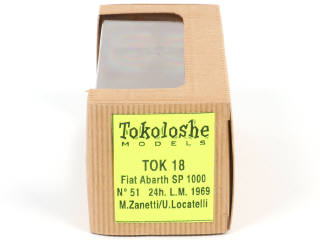 Tokoloshe
MODELS
TOK 18
Fiat Abarth SP 1000
N° 51 24h. L.M. 1969
M.Zanetti/U.Locatelli